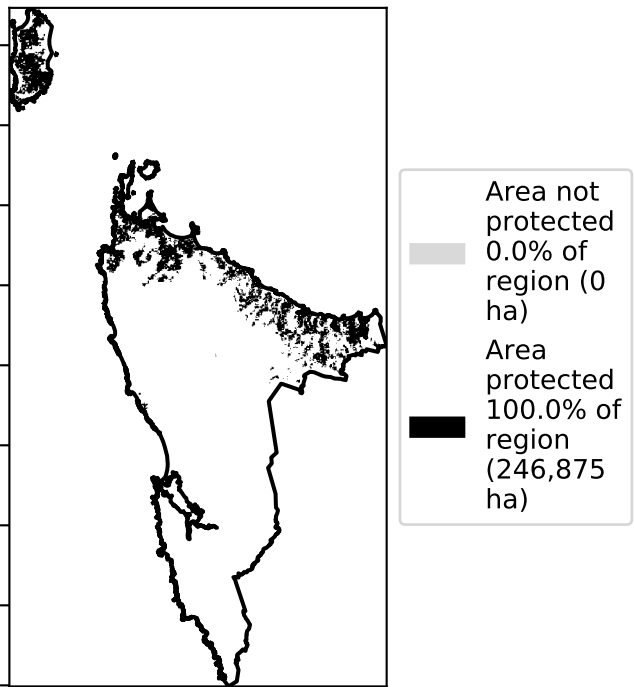 Area not
protected
0.0% of
region (0
ha)
Area
protected
100.0% of
region
(246,875
ha)